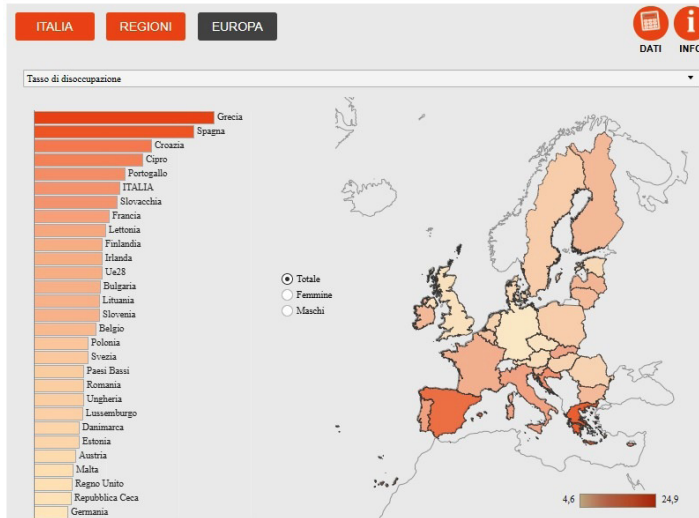 ITALIA
REGIONI
EUROPA
DATI
INFO
Tasso di disoccupazione
Grecia
Spagna
Croazia
Cipro
Portogallo
ITALIA
Slovacchia
Francia
Lettonia
Finlandia
Irlanda
Ue28
Bulgaria
Lituania
Slovenia
Belgio
Polonia
Svezia
Paesi Bassi
Romania
Ungheria
Lussemburgo
Danimarca
Estonia
Austria
Malta
Regno Unito
Repubblica Ceca
Germania
Totale
Femmine
Maschi
4,6
24,9